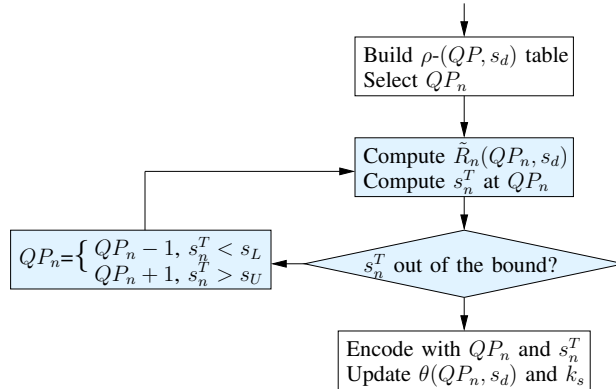 Build ρ-(QP, s_d) table
Select QP_n
Compute R̃_n(QP_n, s_d)
Compute s_n^T at QP_n
QP_n={ QP_n − 1, s_n^T < s_L
QP_n + 1, s_n^T > s_U
s_n^T out of the bound?
Encode with QP_n and s_n^T
Update θ(QP_n, s_d) and k_s